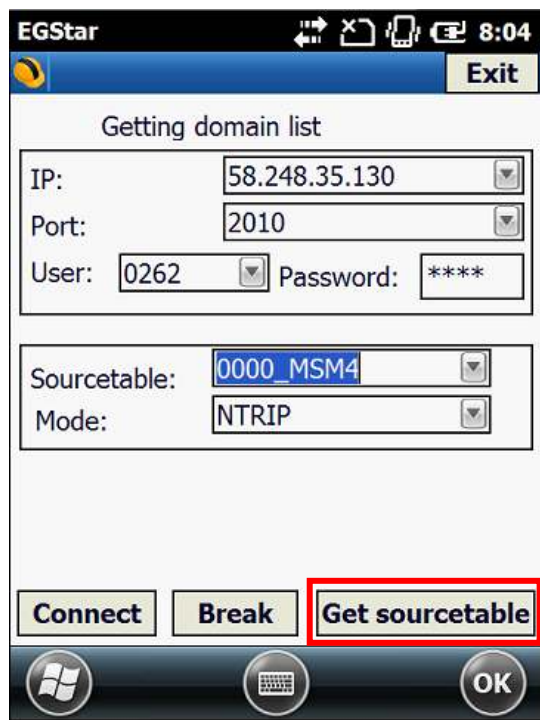 EGStar 8:04
Exit
Getting domain list
IP: 58.248.35.130
Port: 2010
User: 0262 Password: ****
Sourcetable: 0000_MSM4
Mode: NTRIP
Connect Break Get sourcetable
OK